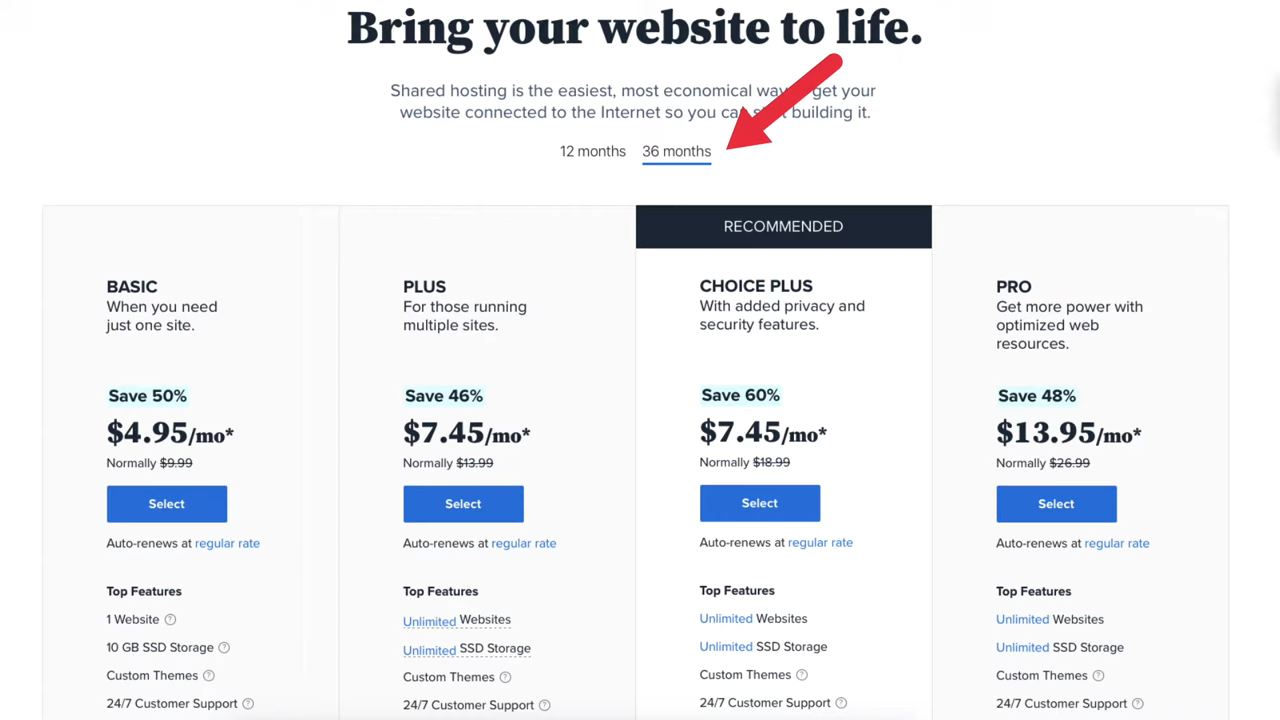 Bring your website to life.
Shared hosting is the easiest, most economical way get your
website connected to the Internet so you can building it.
12 months 36 months
RECOMMENDED
BASIC
When you need
just one site.
Save 50%
$4.95/mo*
Normally $9.99
Select
Auto-renews at regular rate
Top Features
1 Website
10 GB SSD Storage
Custom Themes
24/7 Customer Support
PLUS
For those running
multiple sites.
Save 46%
$7.45/mo*
Normally $13.99
Select
Auto-renews at regular rate
Top Features
Unlimited Websites
Unlimited SSD Storage
Custom Themes
24/7 Customer Support
CHOICE PLUS
With added privacy and
security features.
Save 60%
$7.45/mo*
Normally $18.99
Select
Auto-renews at regular rate
Top Features
Unlimited Websites
Unlimited SSD Storage
Custom Themes
24/7 Customer Support
PRO
Get more power with
optimized web
resources.
Save 48%
$13.95/mo*
Normally $26.99
Select
Auto-renews at regular rate
Top Features
Unlimited Websites
Unlimited SSD Storage
Custom Themes
24/7 Customer Support